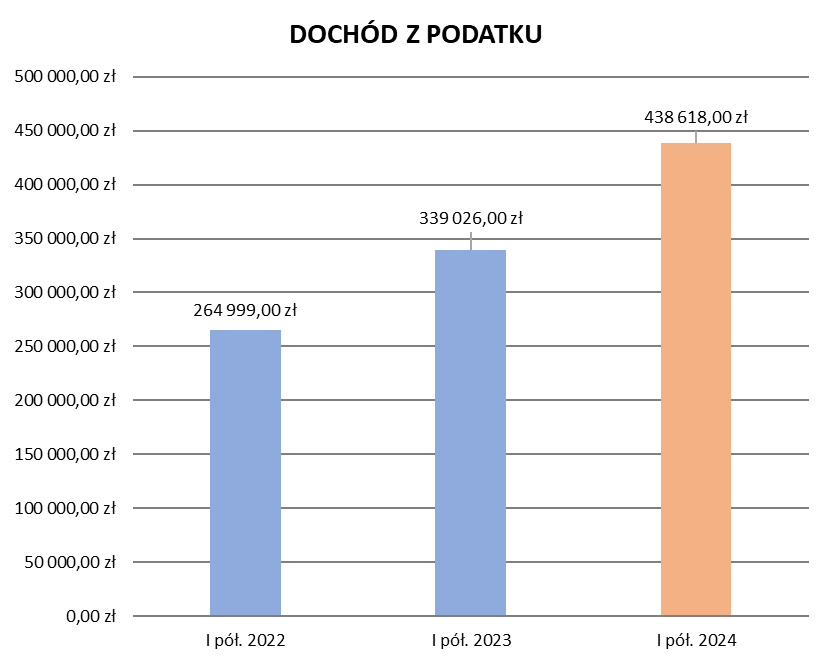 DOCHÓD Z PODATKU
500 000,00 zł
450 000,00 zł
400 000,00 zł
350 000,00 zł
300 000,00 zł
250 000,00 zł
200 000,00 zł
150 000,00 zł
100 000,00 zł
50 000,00 zł
0,00 zł
264 999,00 zł
339 026,00 zł
438 618,00 zł
I pół. 2022
I pół. 2023
I pół. 2024